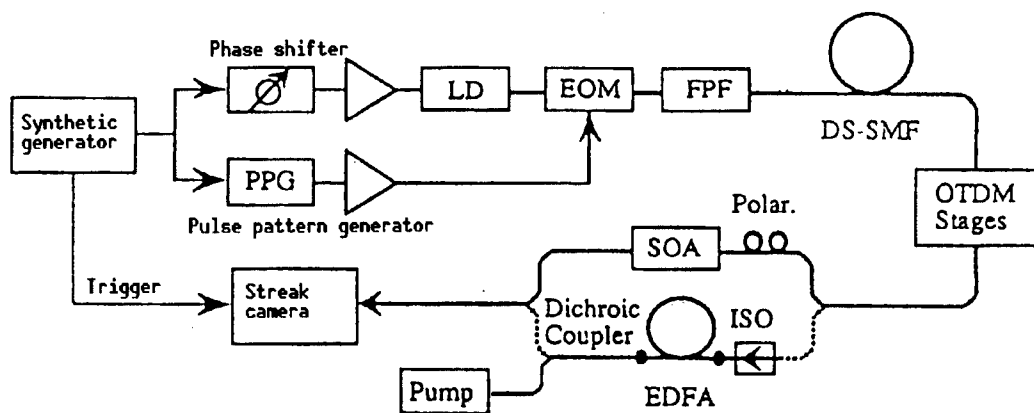 Phase shifter
Synthetic
generator
LD
EOM
FPF
DS-SMF
PPG
Pulse pattern generator
OTDM
Stages
Polar.
SOA
Trigger
Streak
camera
Dichroic
Coupler
ISO
Pump
EDFA